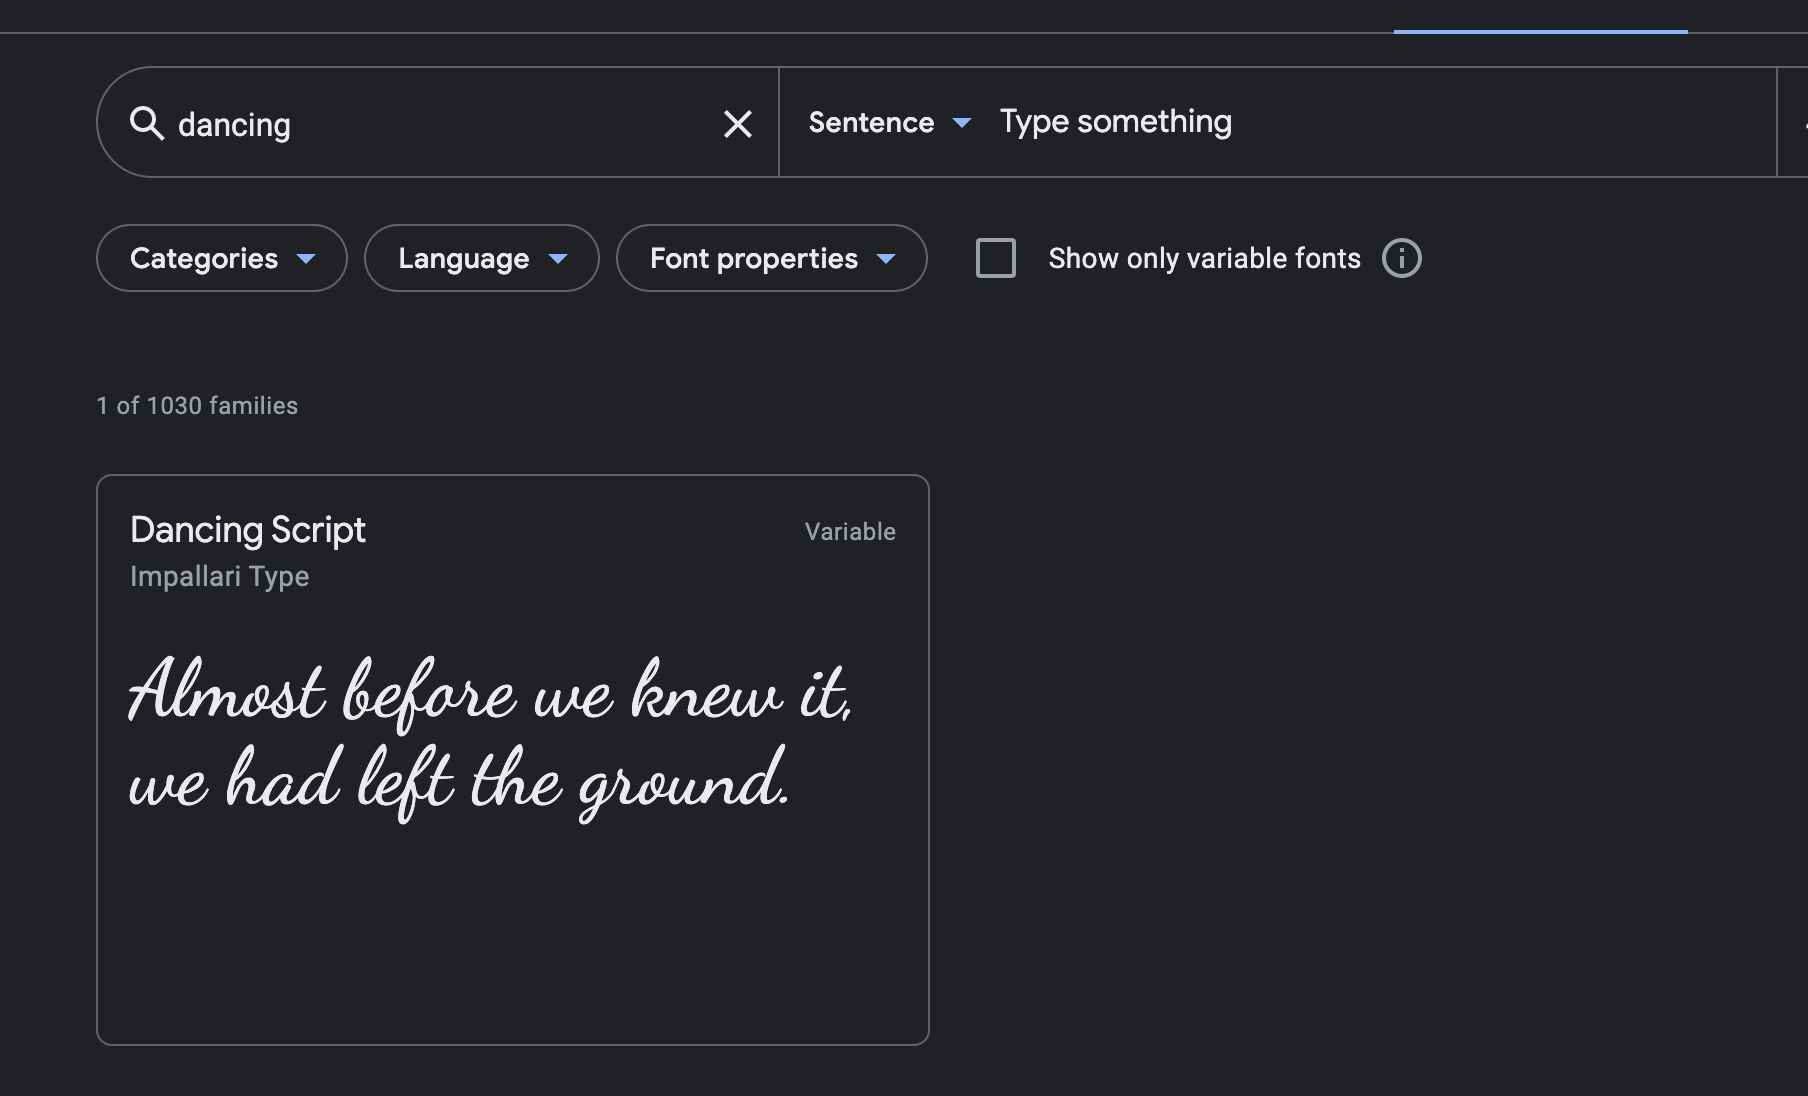 dancing
Sentence Type something
Categories Language Font properties Show only variable fonts
1 of 1030 families
Dancing Script Variable
Impallari Type
Almost before we knew it,
we had left the ground.